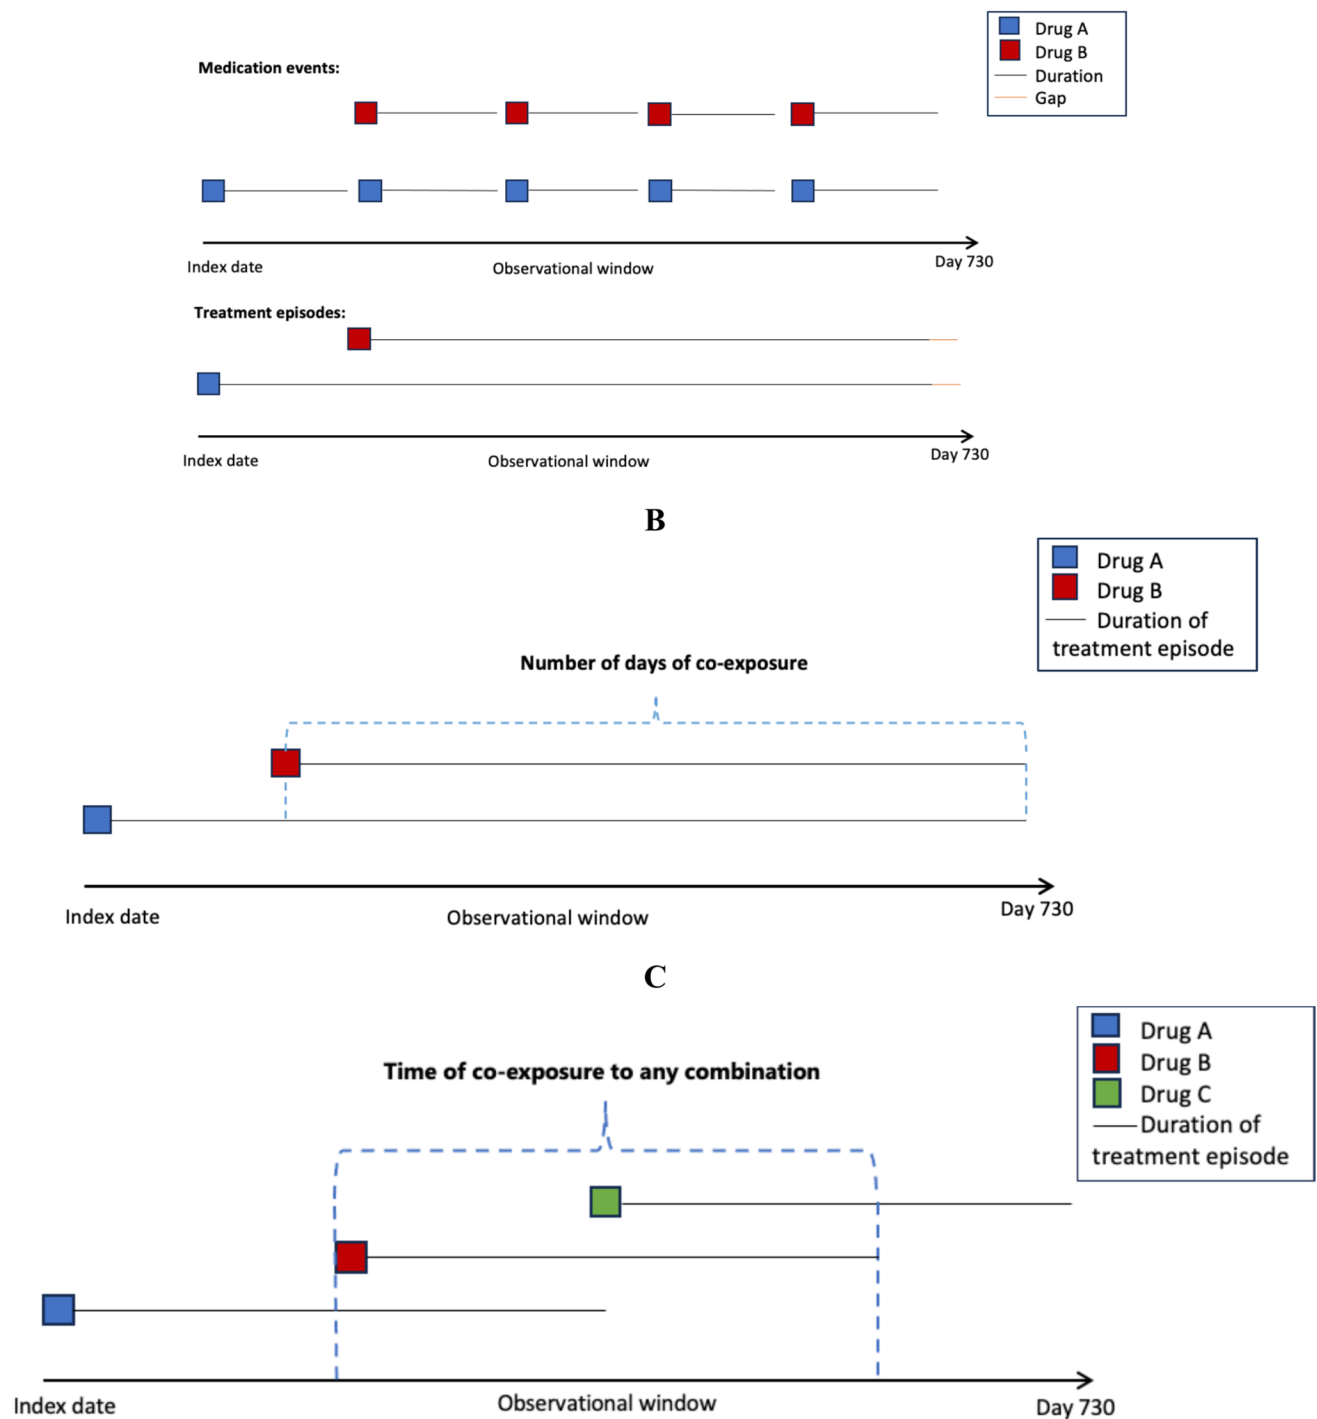 Drug A
Drug B
Duration
Gap
Medication events:
Index date
Observational window
Day 730
Treatment episodes:
Index date
Observational window
Day 730
B
Drug A
Drug B
Duration of
treatment episode
Number of days of co-exposure
Index date
Observational window
Day 730
C
Drug A
Drug B
Drug C
Duration of
treatment episode
Time of co-exposure to any combination
Index date
Observational window
Day 730